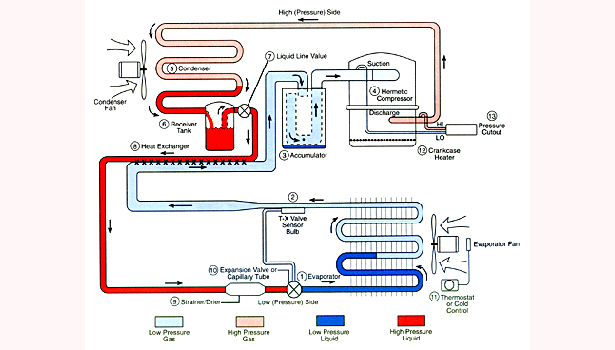 High (Pressure) Side
7 Liquid Line Valve
Suction
5 Condenser
4 Hermetic
Compressor
Condenser
Fan
Discharge
6 Receiver
Tank
HI
LO
13
Pressure
Cutout
8 Heat Exchanger
3 Accumulator
12 Crankcase
Heater
2
T-X Valve
Sensor
Bulb
Evaporator Fan
10 Expansion Valve or
Capillary Tube
1 Evaporator
11 Thermostat
or Cold
Control
9 Strainer/Drier
Low (Pressure) Side
Low Pressure
Gas
High Pressure
Gas
Low Pressure
Liquid
High Pressure
Liquid